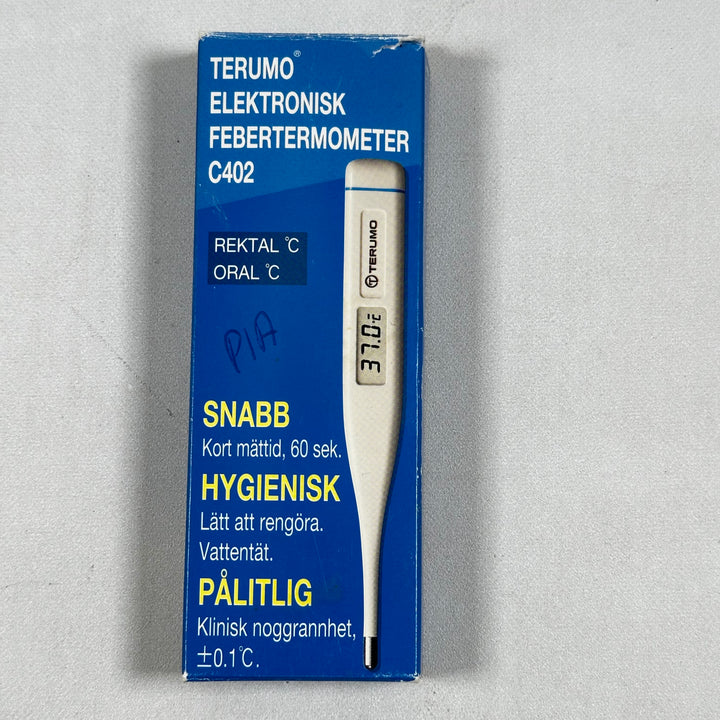 TERUMO®
ELEKTRONISK
FEBERTERMOMETER
C402
REKTAL °C
ORAL °C
PIA
SNABB
Kort mättid, 60 sek.
HYGIENISK
Lätt att rengöra.
Vattentät.
PÅLITLIG
Klinisk noggrannhet,
±0.1°C.
TERUMO
37.0°C